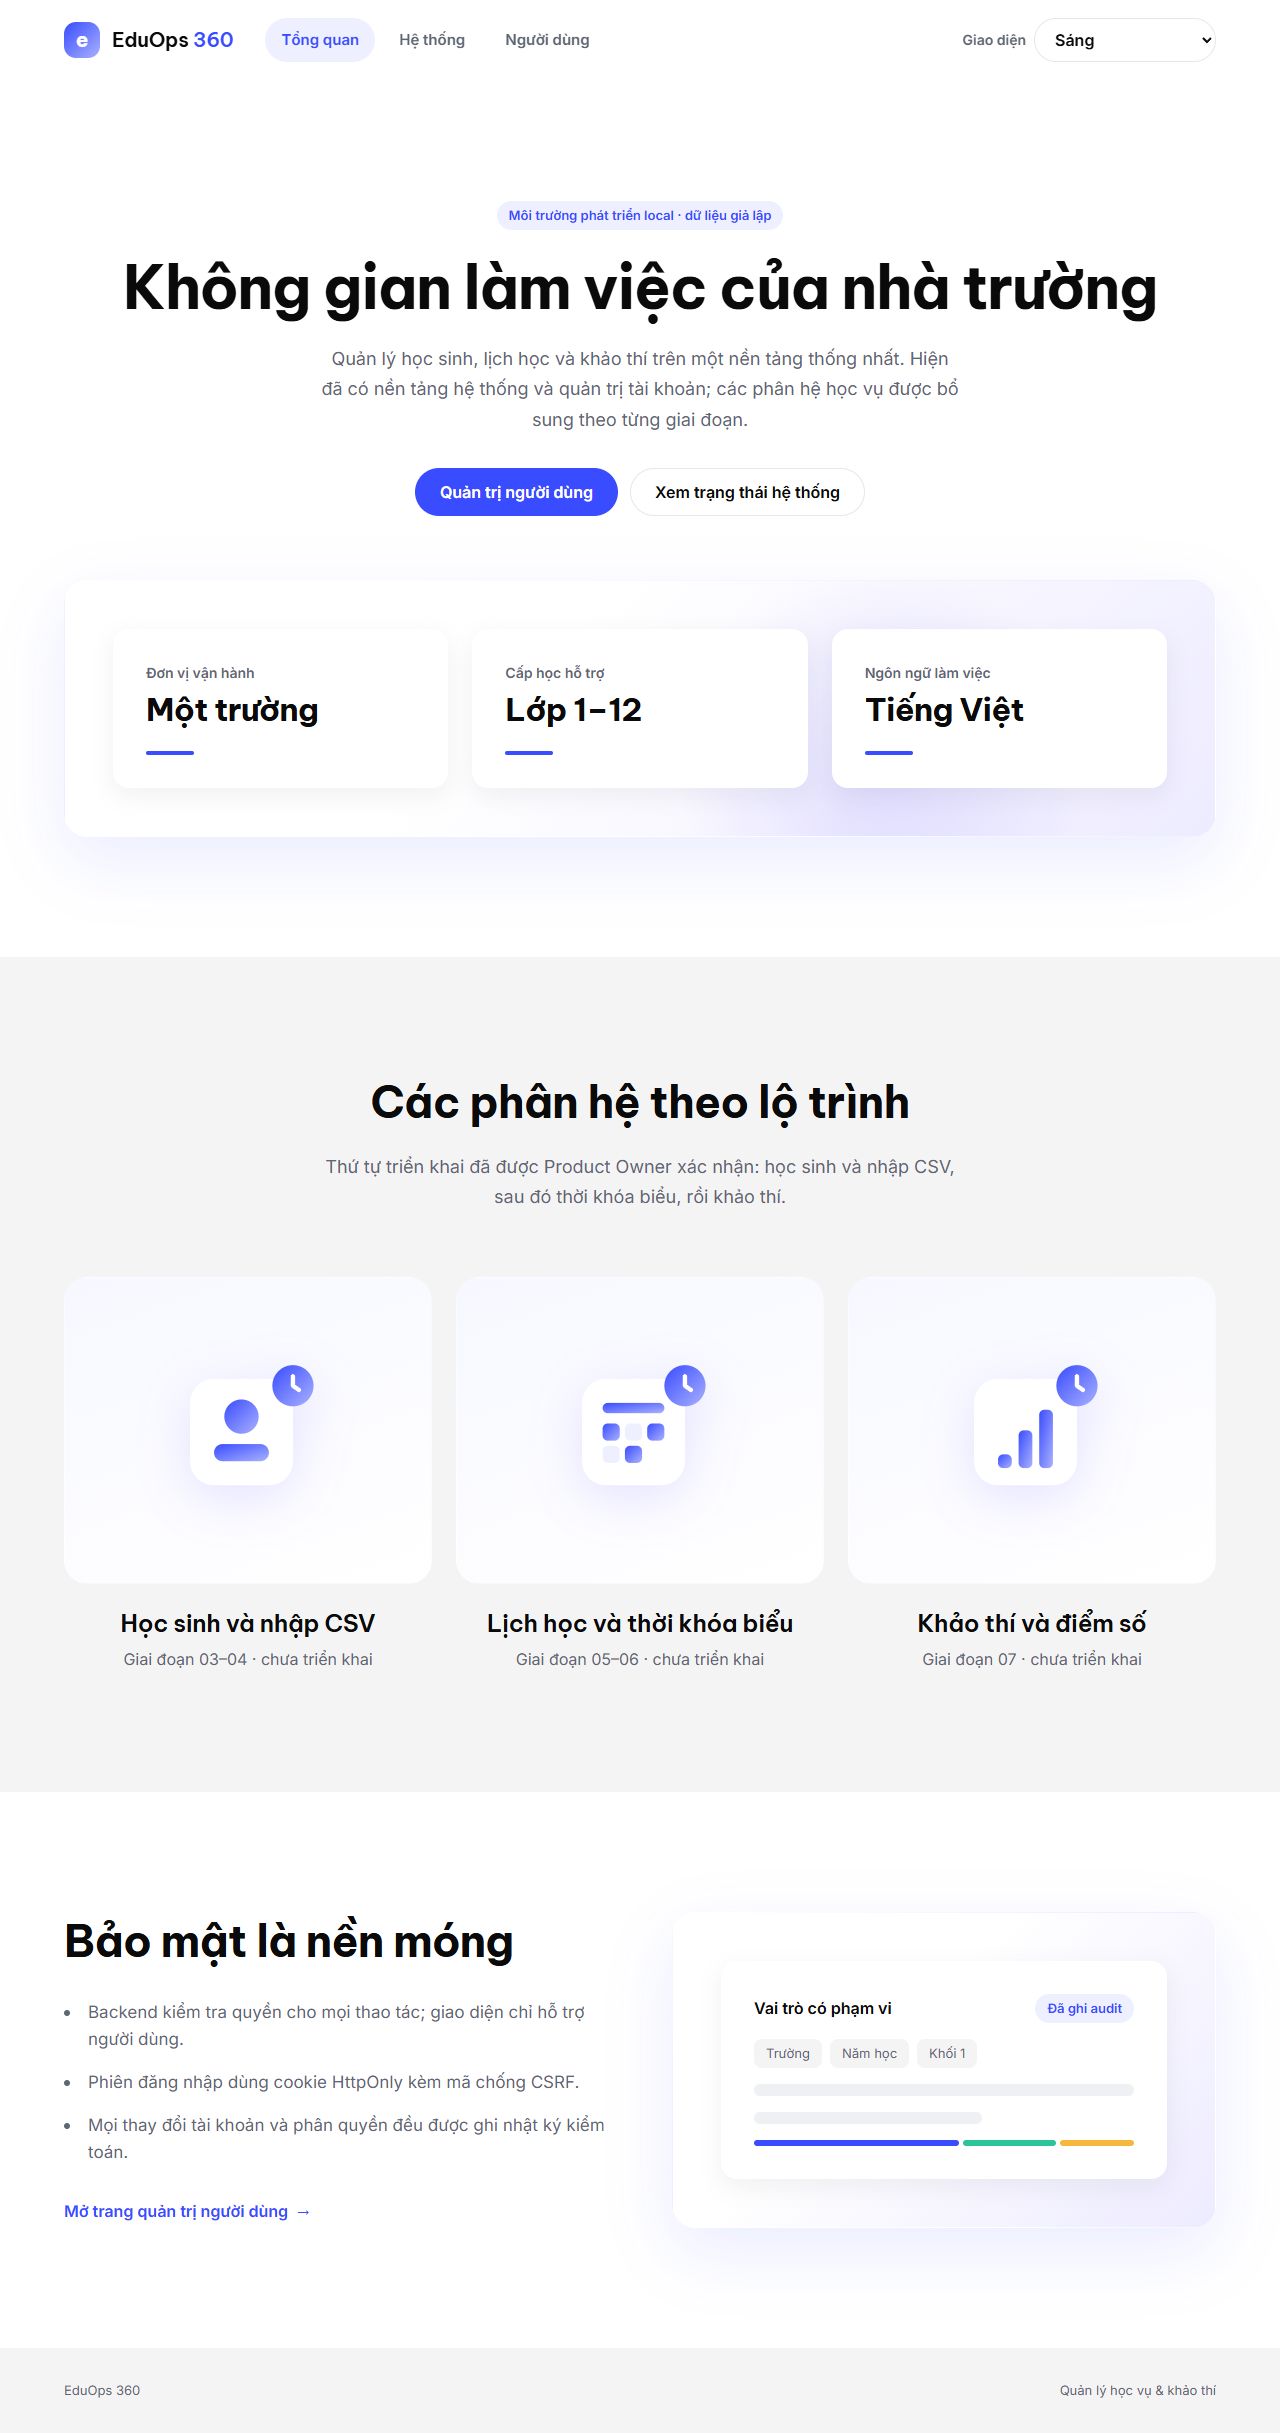 e EduOps 360 Tổng quan Hệ thống Người dùng Giao diện Sáng
Môi trường phát triển local · dữ liệu giả lập
Không gian làm việc của nhà trường
Quản lý học sinh, lịch học và khảo thí trên một nền tảng thống nhất. Hiện
đã có nền tảng hệ thống và quản trị tài khoản; các phân hệ học vụ được bổ
sung theo từng giai đoạn.
Quản trị người dùng Xem trạng thái hệ thống
Đơn vị vận hành
Một trường
Cấp học hỗ trợ
Lớp 1–12
Ngôn ngữ làm việc
Tiếng Việt
Các phân hệ theo lộ trình
Thứ tự triển khai đã được Product Owner xác nhận: học sinh và nhập CSV,
sau đó thời khóa biểu, rồi khảo thí.
Học sinh và nhập CSV
Giai đoạn 03–04 · chưa triển khai
Lịch học và thời khóa biểu
Giai đoạn 05–06 · chưa triển khai
Khảo thí và điểm số
Giai đoạn 07 · chưa triển khai
Bảo mật là nền móng
• Backend kiểm tra quyền cho mọi thao tác; giao diện chỉ hỗ trợ
người dùng.
• Phiên đăng nhập dùng cookie HttpOnly kèm mã chống CSRF.
• Mọi thay đổi tài khoản và phân quyền đều được ghi nhật ký kiểm
toán.
Mở trang quản trị người dùng →
Vai trò có phạm vi Đã ghi audit
Trường Năm học Khối 1
EduOps 360 Quản lý học vụ & khảo thí